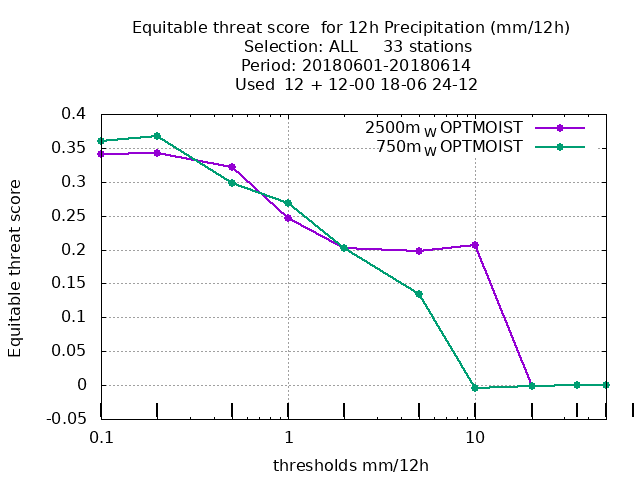 Equitable threat score  for 12h Precipitation (mm/12h)
Selection: ALL     33 stations
Period: 20180601-20180614
Used  12 + 12-00 18-06 24-12
2500m W OPTMOIST
750m W OPTMOIST
0.4
0.35
0.3
0.25
0.2
0.15
0.1
0.05
0
-0.05
Equitable threat score
0.1 1 10
thresholds mm/12h